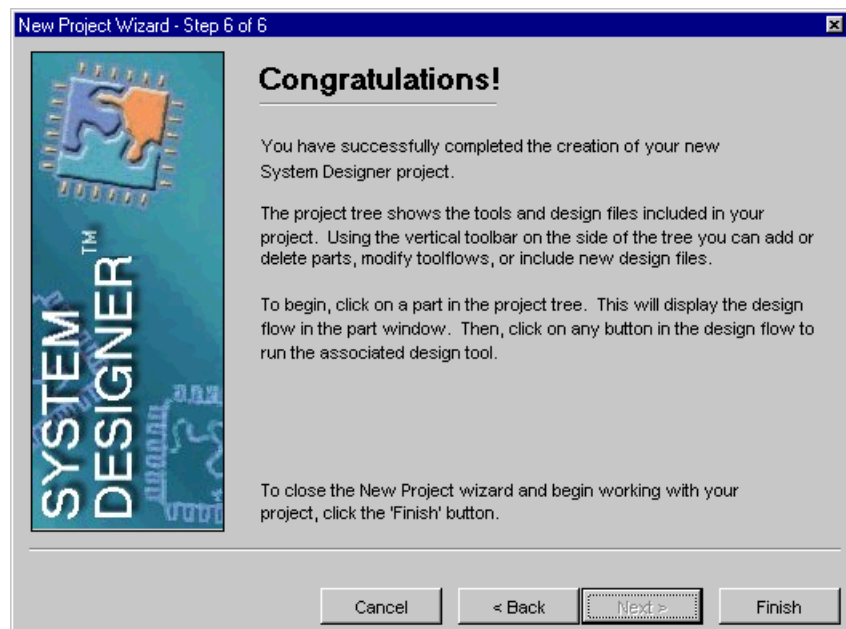 New Project Wizard - Step 6 of 6
SYSTEM
DESIGNER™
Congratulations!
You have successfully completed the creation of your new
System Designer project.
The project tree shows the tools and design files included in your
project. Using the vertical toolbar on the side of the tree you can add or
delete parts, modify toolflows, or include new design files.
To begin, click on a part in the project tree. This will display the design
flow in the part window. Then, click on any button in the design flow to
run the associated design tool.
To close the New Project wizard and begin working with your
project, click the 'Finish' button.
Cancel
< Back
Next >
Finish